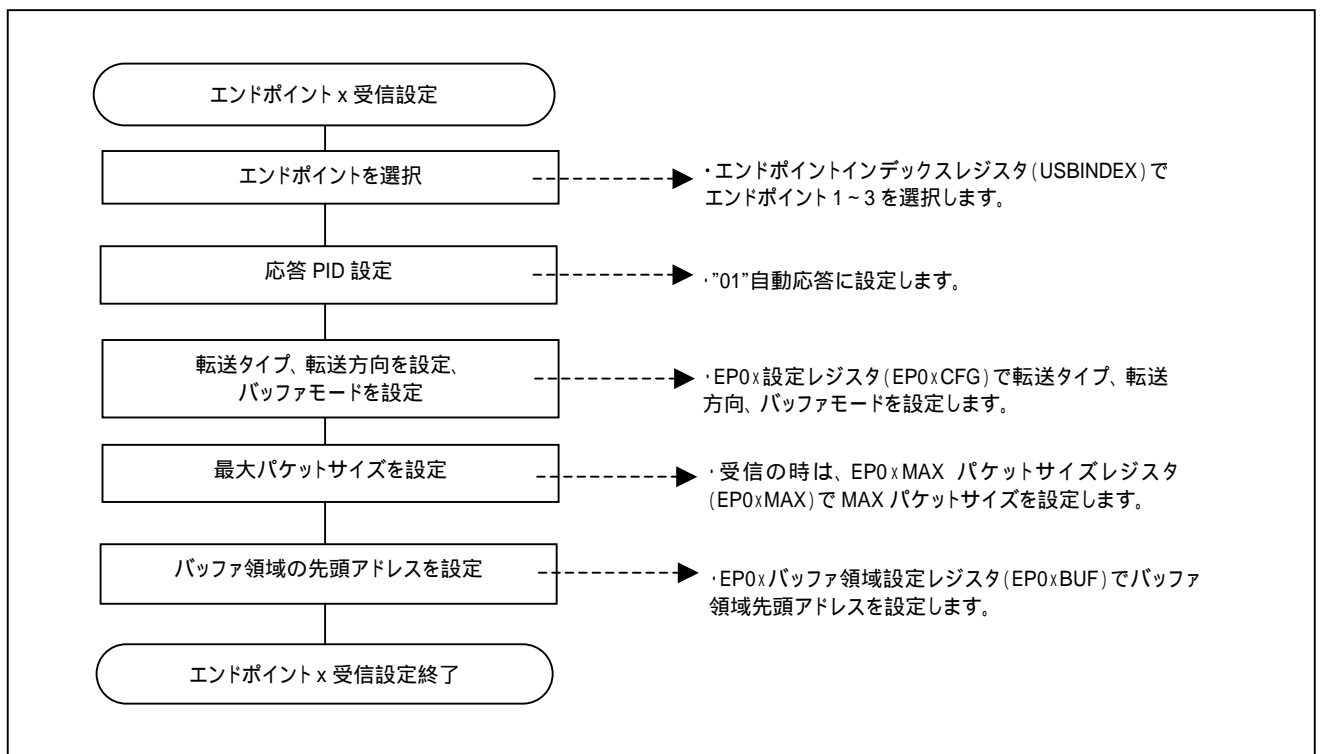 エンドポイント x 受信設定
エンドポイントを選択
・エンドポイントインデックスレジスタ(USBINDEX)で
エンドポイント 1~3 を選択します。
応答 PID 設定
・”01”自動応答に設定します。
転送タイプ、転送方向を設定、
バッファモードを設定
・EP0x設定レジスタ(EP0xCFG)で転送タイプ、転送
方向、バッファモードを設定します。
最大パケットサイズを設定
・受信の時は、EP0xMAX パケットサイズレジスタ
(EP0xMAX)で MAX パケットサイズを設定します。
バッファ領域の先頭アドレスを設定
・EP0xバッファ領域設定レジスタ(EP0xBUF)でバッファ
領域先頭アドレスを設定します。
エンドポイント x 受信設定終了